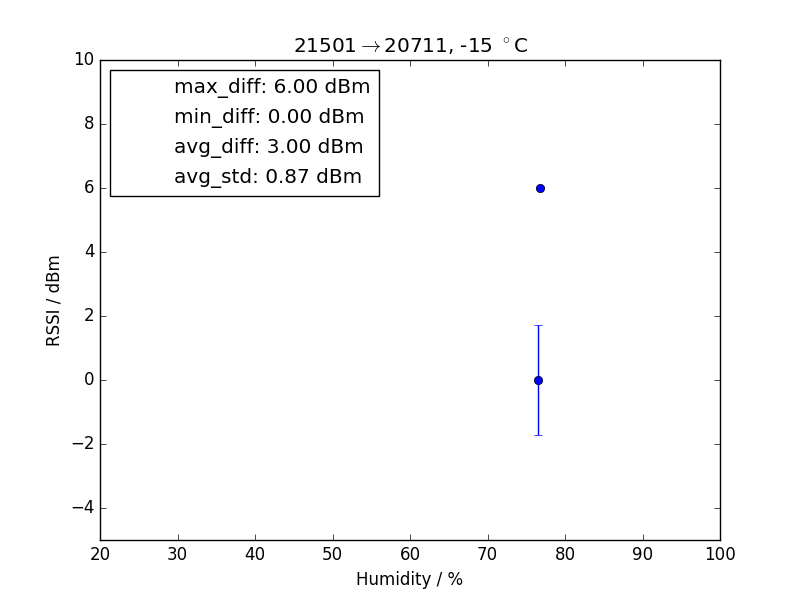 21501→20711, -15 °C
max_diff: 6.00 dBm
min_diff: 0.00 dBm
avg_diff: 3.00 dBm
avg_std: 0.87 dBm
RSSI / dBm
10
8
6
4
2
0
−2
−4
20 30 40 50 60 70 80 90 100
Humidity / %